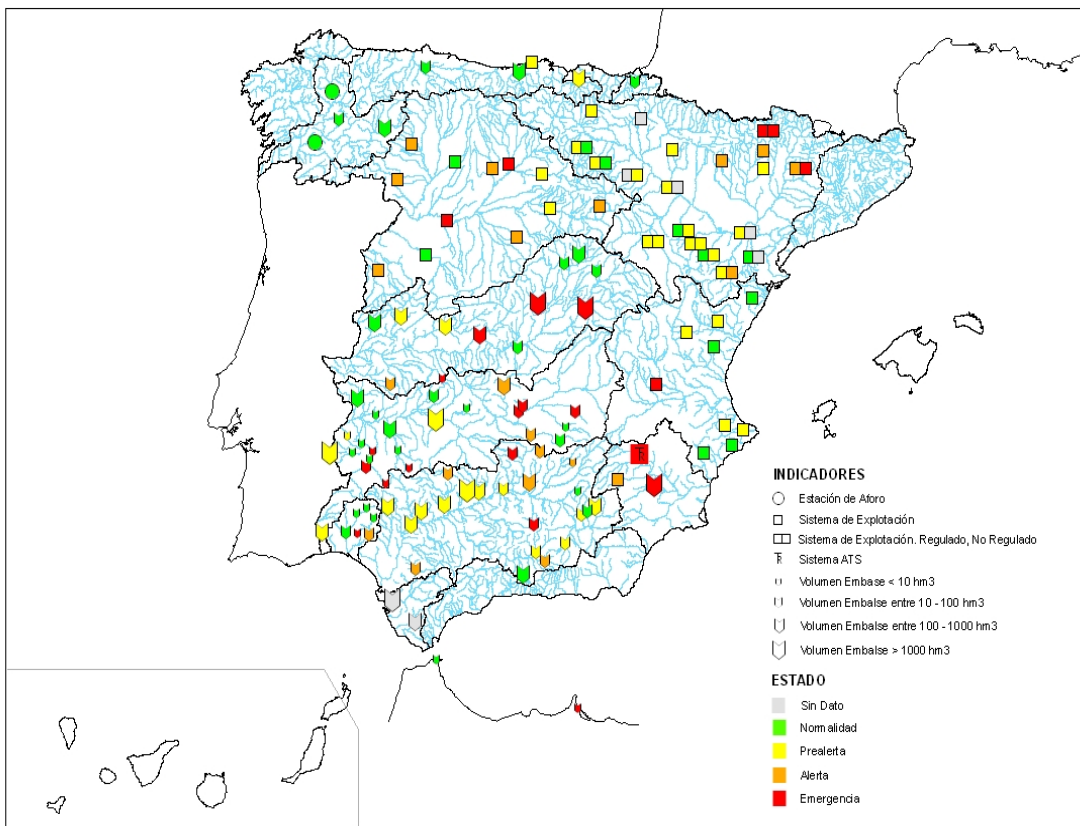 INDICADORES
Estación de Aforo
Sistema de Explotación
Sistema de Explotación. Regulado, No Regulado
Sistema ATS
Volumen Embase < 10 hm3
Volumen Embalse entre 10 - 100 hm3
Volumen Embalse entre 100 - 1000 hm3
Volumen Embalse > 1000 hm3
ESTADO
Sin Dato
Normalidad
Prealerta
Alerta
Emergencia